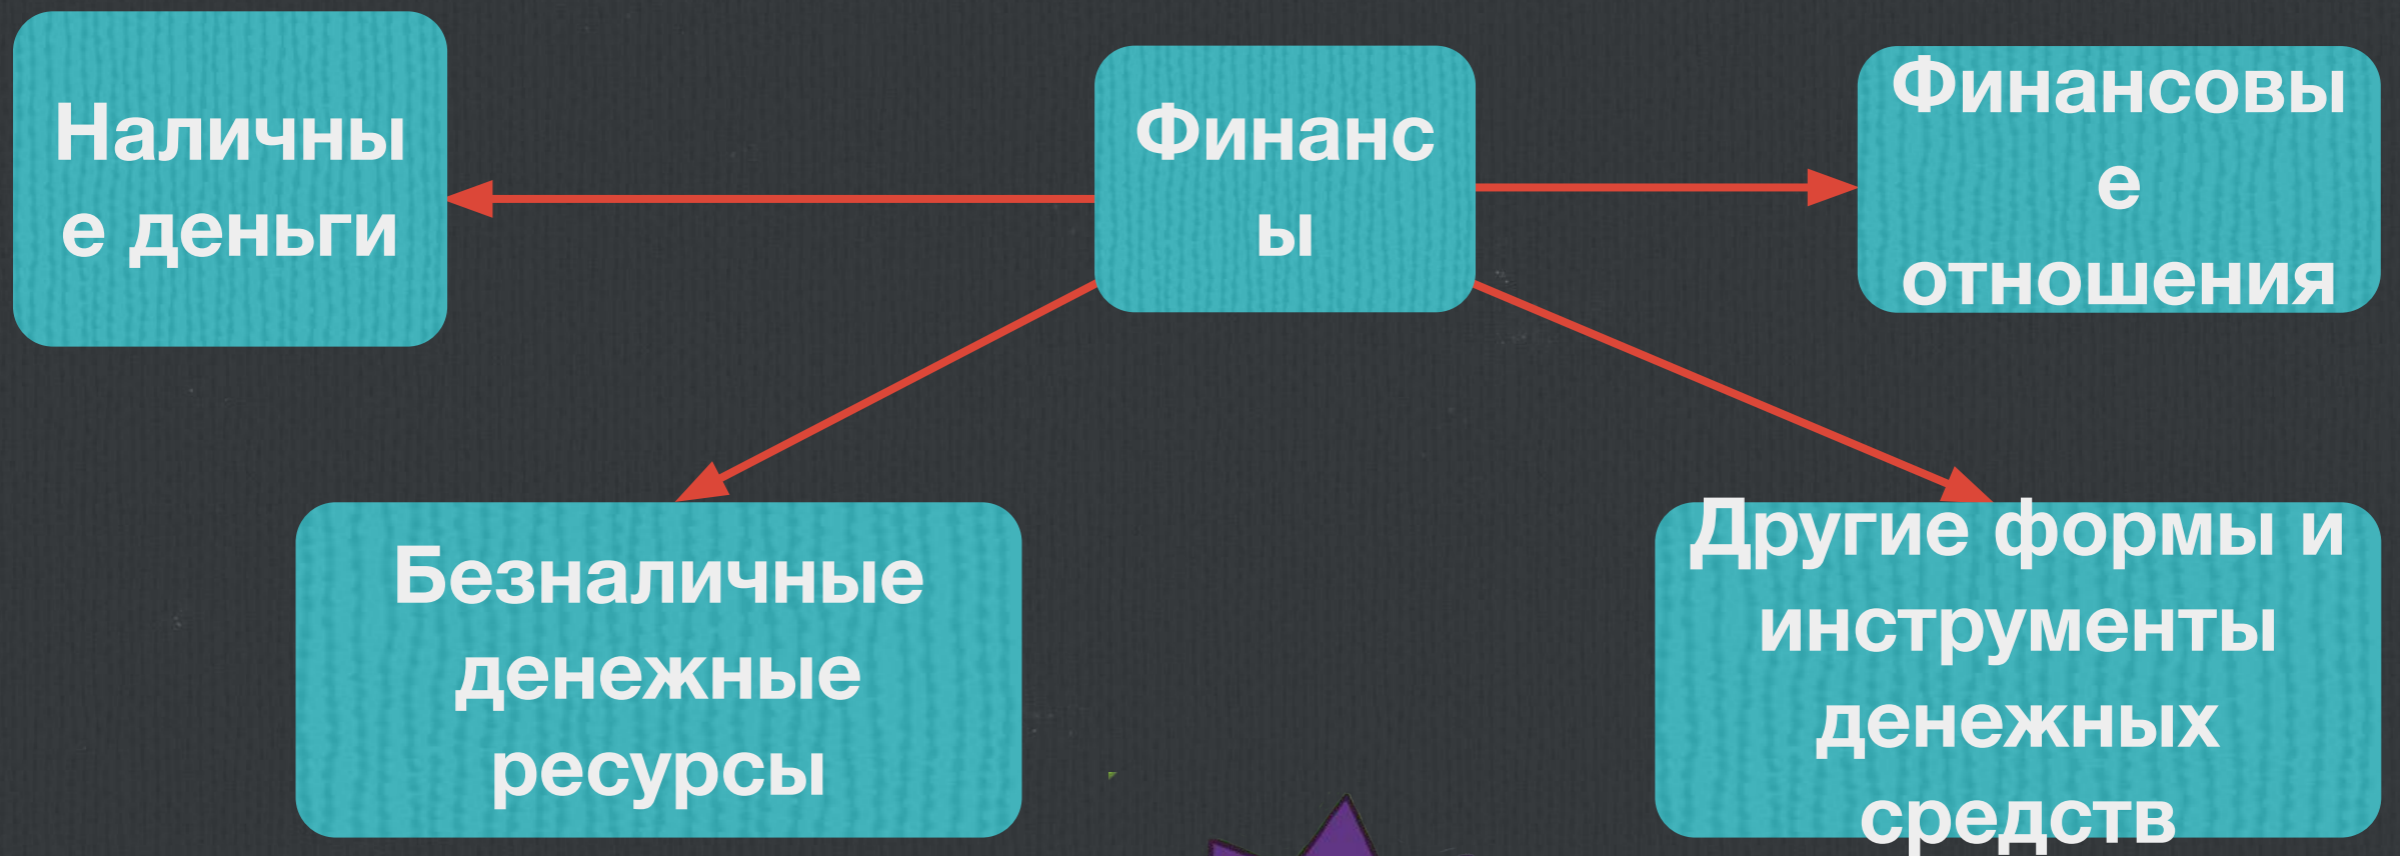 Наличны
е деньги
Финанс
ы
Финансовы
е
отношения
Безналичные
денежные
ресурсы
Другие формы и
инструменты
денежных
средств